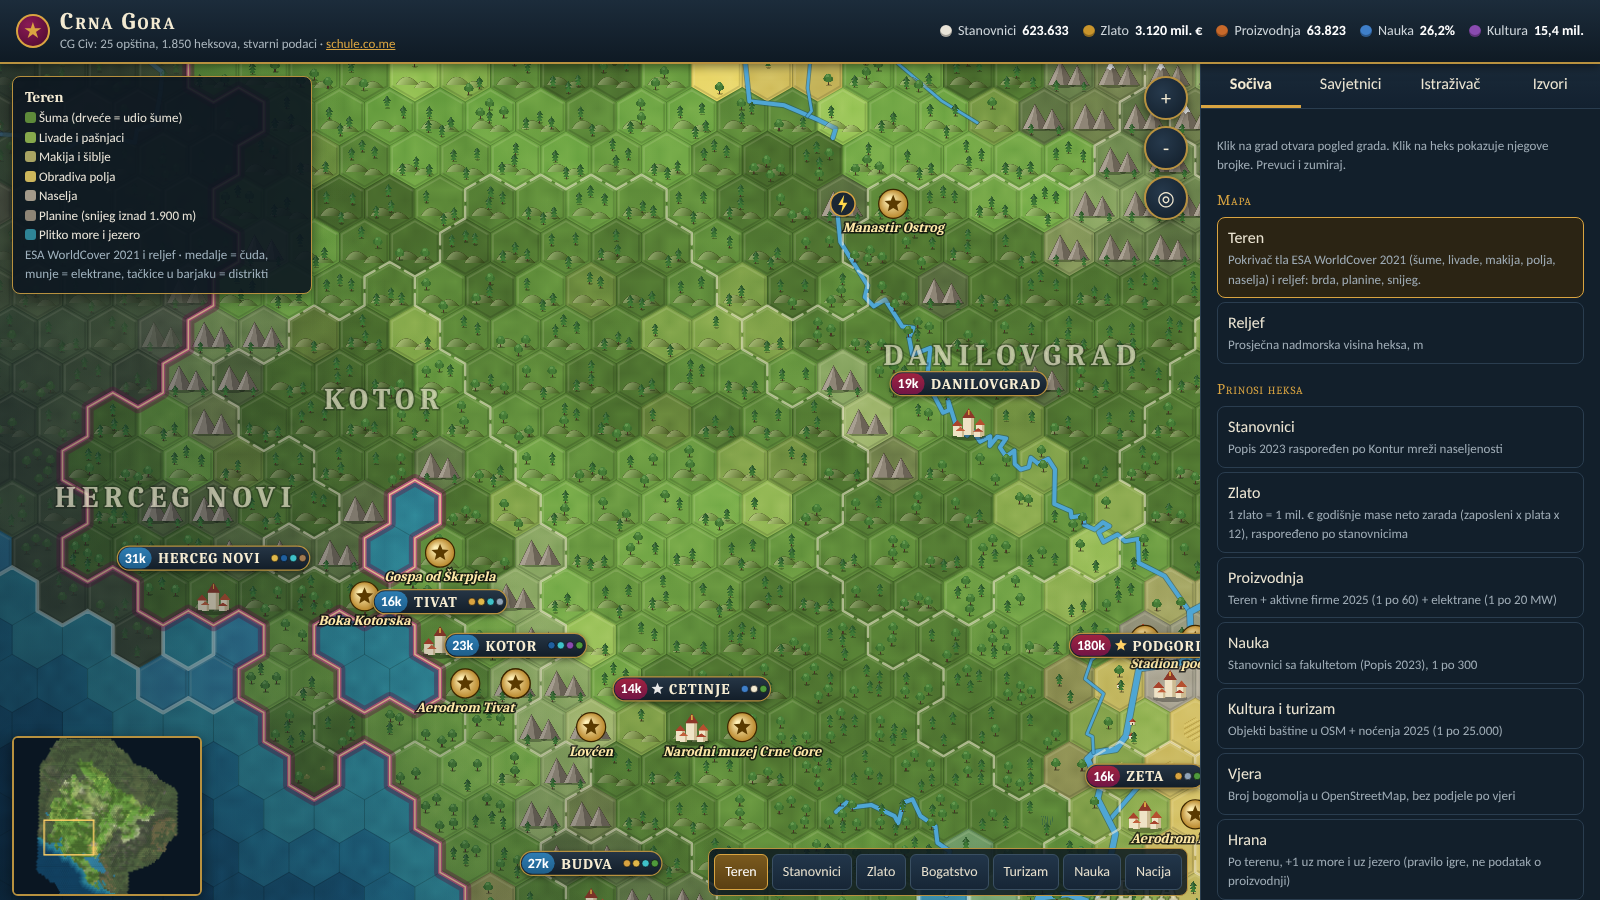 Crna Gora
CG Civ: 25 opština, 1.850 heksova, stvarni podaci · schule.co.me
Stanovnici 623.633
Zlato 3.120 mil. €
Proizvodnja 63.823
Nauka 26,2%
Kultura 15,4 mil.
Teren
Šuma (drveće = udio šume)
Livade i pašnjaci
Makija i šiblje
Obradiva polja
Naselja
Planine (snijeg iznad 1.900 m)
Plitko more i jezero
ESA WorldCover 2021 i reljef · medalje = čuda,
munje = elektrane, tačkice u barjaku = distrikti
+
-
Manastir Ostrog
DANILOVGRAD
19k DANILOVGRAD
KOTOR
HERCEG NOVI
31k HERCEG NOVI
Gospa od Škrpjela
16k TIVAT
Boka Kotorska
23k KOTOR
180k PODGORI
Stadion pod
Aerodrom Tivat
14k CETINJE
Lovćen
Narodni muzej Crne Gore
16k ZETA
Aerodrom
27k BUDVA
Teren
Stanovnici
Zlato
Bogatstvo
Turizam
Nauka
Nacija
Sočiva
Savjetnici
Istraživač
Izvori
Klik na grad otvara pogled grada. Klik na heks pokazuje njegove
brojke. Prevuci i zumiraj.
Mapa
Teren
Pokrivač tla ESA WorldCover 2021 (šume, livade, makija, polja,
naselja) i reljef: brda, planine, snijeg.
Reljef
Prosječna nadmorska visina heksa, m
Prinosi heksa
Stanovnici
Popis 2023 raspoređen po Kontur mreži naseljenosti
Zlato
1 zlato = 1 mil. € godišnje mase neto zarada (zaposleni x plata x
12), raspoređeno po stanovnicima
Proizvodnja
Teren + aktivne firme 2025 (1 po 60) + elektrane (1 po 20 MW)
Nauka
Stanovnici sa fakultetom (Popis 2023), 1 po 300
Kultura i turizam
Objekti baštine u OSM + noćenja 2025 (1 po 25.000)
Vjera
Broj bogomolja u OpenStreetMap, bez podjele po vjeri
Hrana
Po terenu, +1 uz more i uz jezero (pravilo igre, ne podatak o
proizvodnji)